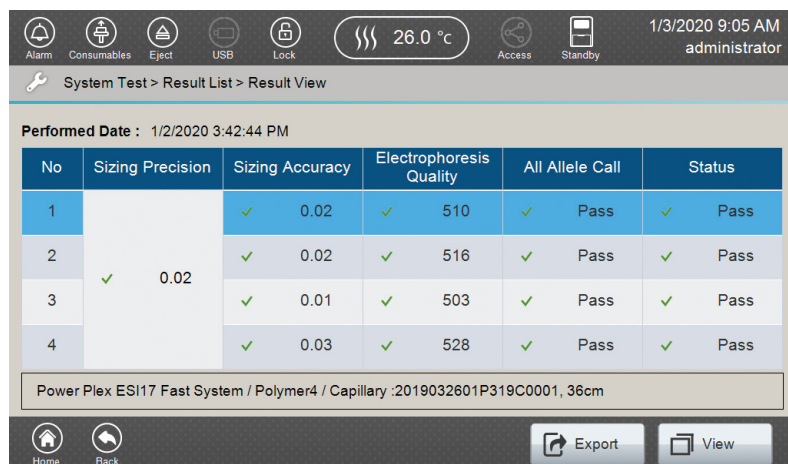 1/3/2020 9:05 AM
administrator
Alarm Consumables Eject USB Lock 26.0 °c Access Standby
System Test > Result List > Result View
Performed Date : 1/2/2020 3:42:44 PM
No Sizing Precision Sizing Accuracy Electrophoresis Quality All Allele Call Status
1 0.02 510 Pass Pass
2 0.02 516 Pass Pass
0.02
3 0.01 503 Pass Pass
4 0.03 528 Pass Pass
Power Plex ESI17 Fast System / Polymer4 / Capillary :2019032601P319C0001, 36cm
Home Back Export View